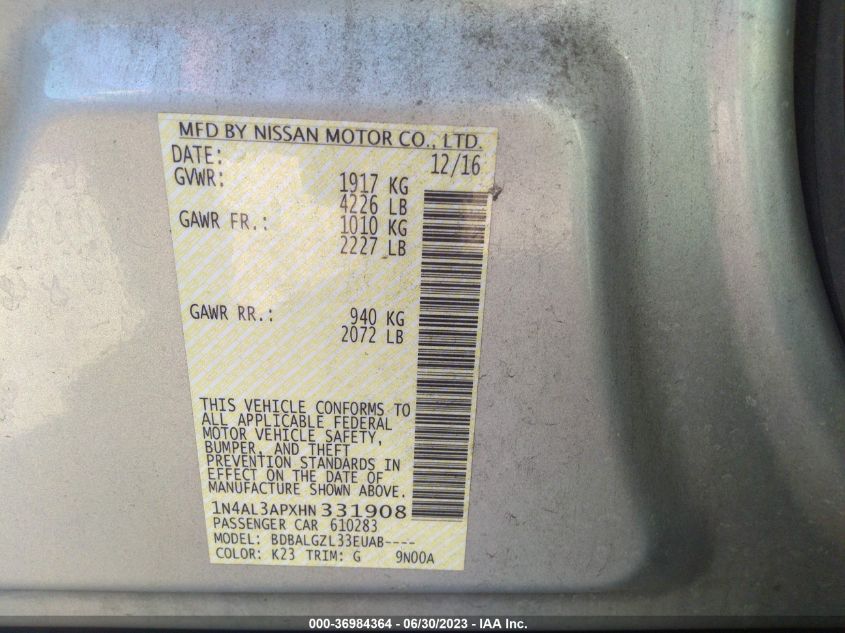 MFD BY NISSAN MOTOR CO., LTD.
DATE: 12/16
GVWR: 1917 KG
4226 LB
GAWR FR.: 1010 KG
2227 LB
GAWR RR.: 940 KG
2072 LB
THIS VEHICLE CONFORMS TO
ALL APPLICABLE FEDERAL
MOTOR VEHICLE SAFETY,
BUMPER, AND THEFT
PREVENTION STANDARDS IN
EFFECT ON THE DATE OF
MANUFACTURE SHOWN ABOVE.
1N4AL3APXHN 331908
PASSENGER CAR 610283
MODEL: BDBALGZL33EUAB----
COLOR: K23 TRIM: G 9N00A
000-36984364 - 06/30/2023 - IAA Inc.